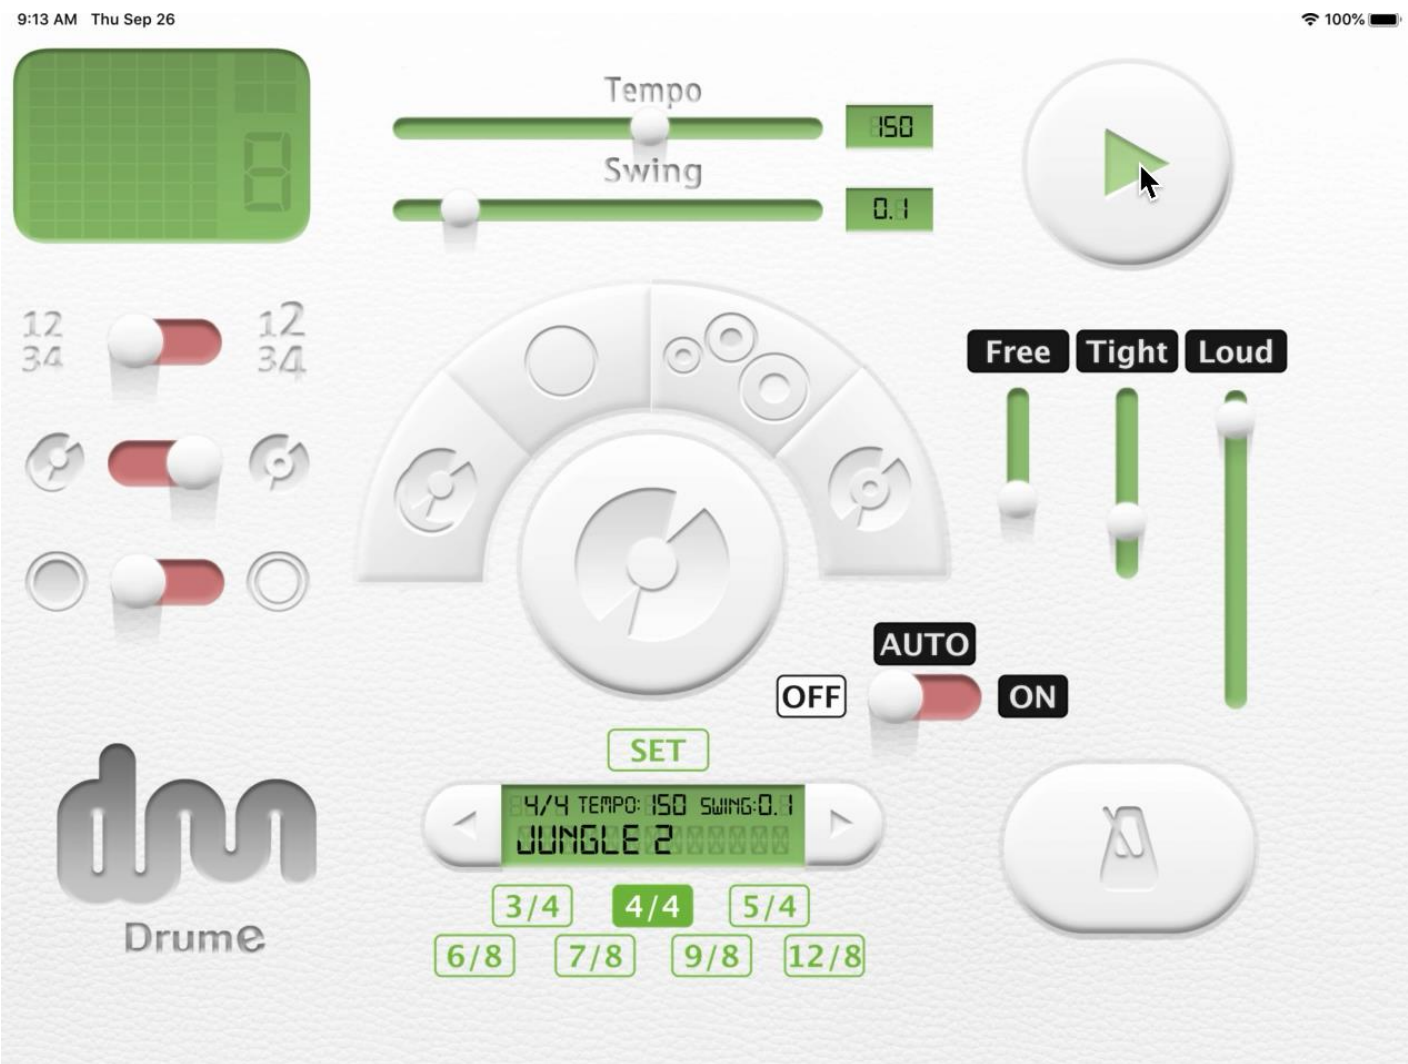 9:13 AM Thu Sep 26
100%
Tempo
150
Swing
0.1
12
34
12
34
Free Tight Loud
AUTO
OFF ON
SET
4/4 TEMPO: 150 SWING:0.1
JUNGLE 2
3/4 4/4 5/4
6/8 7/8 9/8 12/8
dm
Drume